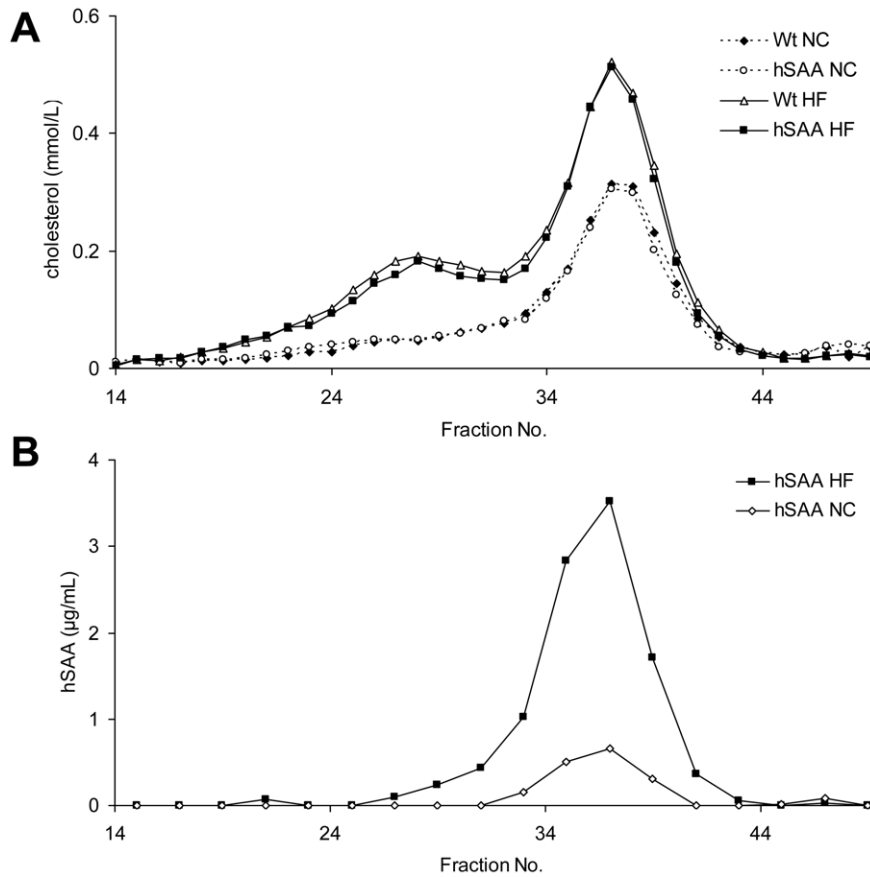 A
0.6
0.4
0.2
0
cholesterol (mmol/L)
Wt NC
hSAA NC
Wt HF
hSAA HF
14 24 34 44
Fraction No.
B
4
3
2
1
0
hSAA (µg/mL)
hSAA HF
hSAA NC
14 24 34 44
Fraction No.